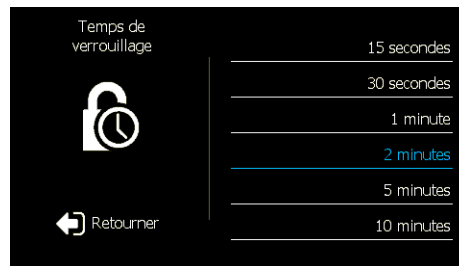 Temps de
verrouillage
Retourner
15 secondes
30 secondes
1 minute
2 minutes
5 minutes
10 minutes